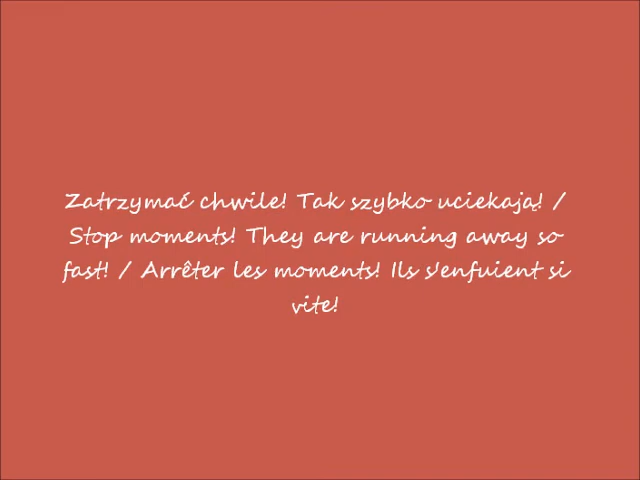 Zatrzymać chwile! Tak szybko uciekają! /
Stop moments! They are running away so
fast! / Arrêter les moments! Ils s'enfuient si
vite!